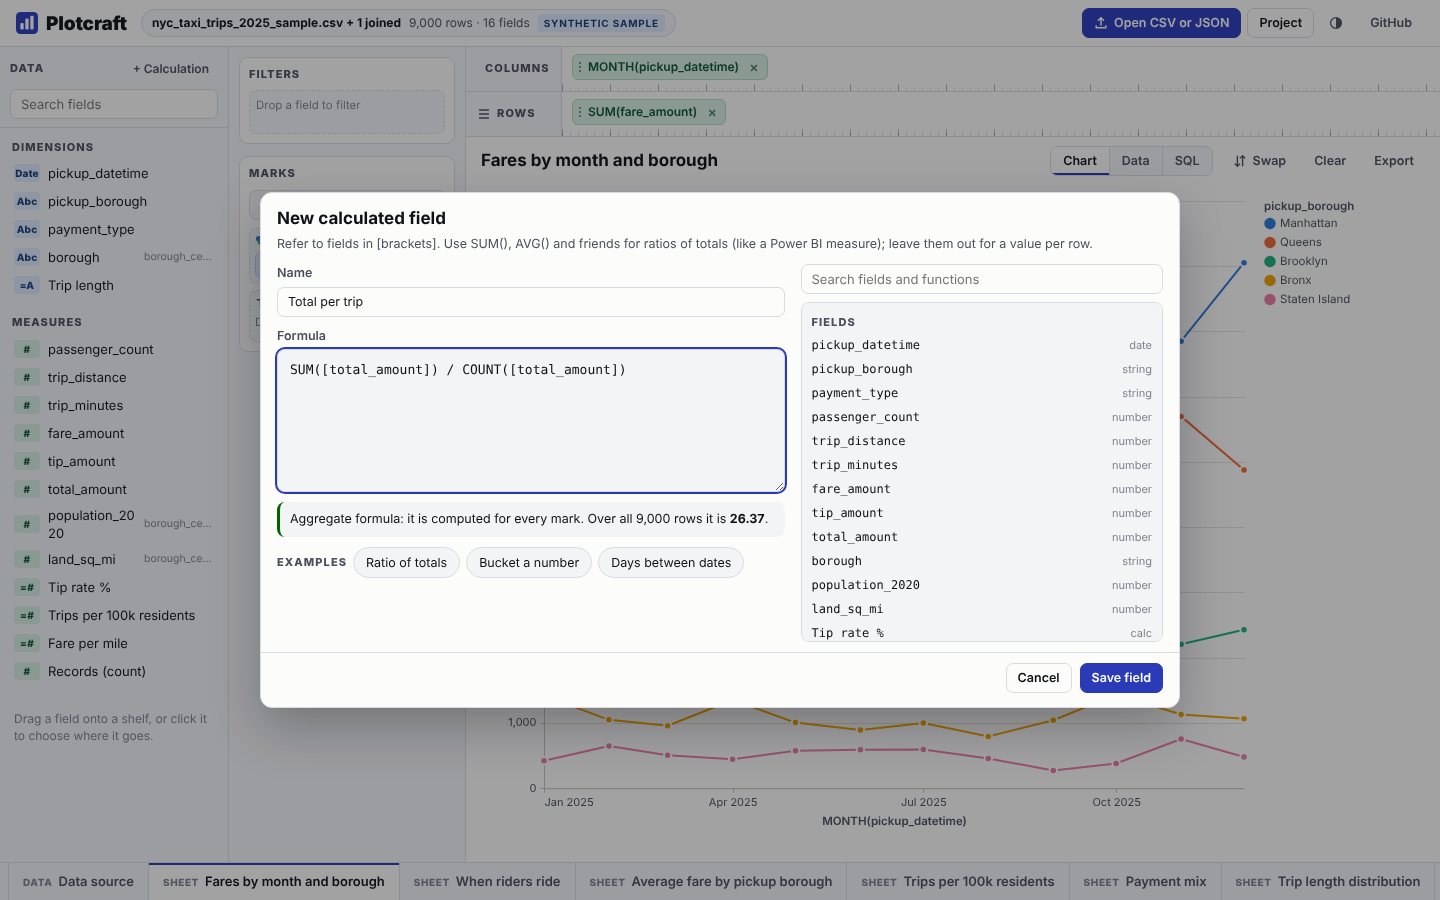 Plotcraft
nyc_taxi_trips_2025_sample.csv + 1 joined 9,000 rows · 16 fields SYNTHETIC SAMPLE
Open CSV or JSON
Project
GitHub
DATA
+ Calculation
Search fields
DIMENSIONS
Date pickup_datetime
Abc pickup_borough
Abc payment_type
Abc borough borough_ce...
=A Trip length
MEASURES
# passenger_count
# trip_distance
# trip_minutes
# fare_amount
# tip_amount
# total_amount
# population_20
20 borough_ce...
# land_sq_mi borough_ce...
=# Tip rate %
=# Trips per 100k residents
=# Fare per mile
# Records (count)
Drag a field onto a shelf, or click it
to choose where it goes.
FILTERS
Drop a field to filter
MARKS
COLUMNS
MONTH(pickup_datetime) ×
ROWS
SUM(fare_amount) ×
Fares by month and borough
Chart
Data
SQL
Swap
Clear
Export
pickup_borough
Manhattan
Queens
Brooklyn
Bronx
Staten Island
New calculated field
Refer to fields in [brackets]. Use SUM(), AVG() and friends for ratios of totals (like a Power BI measure); leave them out for a value per row.
Name
Total per trip
Formula
SUM([total_amount]) / COUNT([total_amount])
Aggregate formula: it is computed for every mark. Over all 9,000 rows it is 26.37.
EXAMPLES
Ratio of totals
Bucket a number
Days between dates
Search fields and functions
FIELDS
pickup_datetime date
pickup_borough string
payment_type string
passenger_count number
trip_distance number
trip_minutes number
fare_amount number
tip_amount number
total_amount number
borough string
population_2020 number
land_sq_mi number
Tip rate % calc
Cancel
Save field
1,000
0
Jan 2025
Apr 2025
Jul 2025
Oct 2025
MONTH(pickup_datetime)
DATA Data source
SHEET Fares by month and borough
SHEET When riders ride
SHEET Average fare by pickup borough
SHEET Trips per 100k residents
SHEET Payment mix
SHEET Trip length distribution